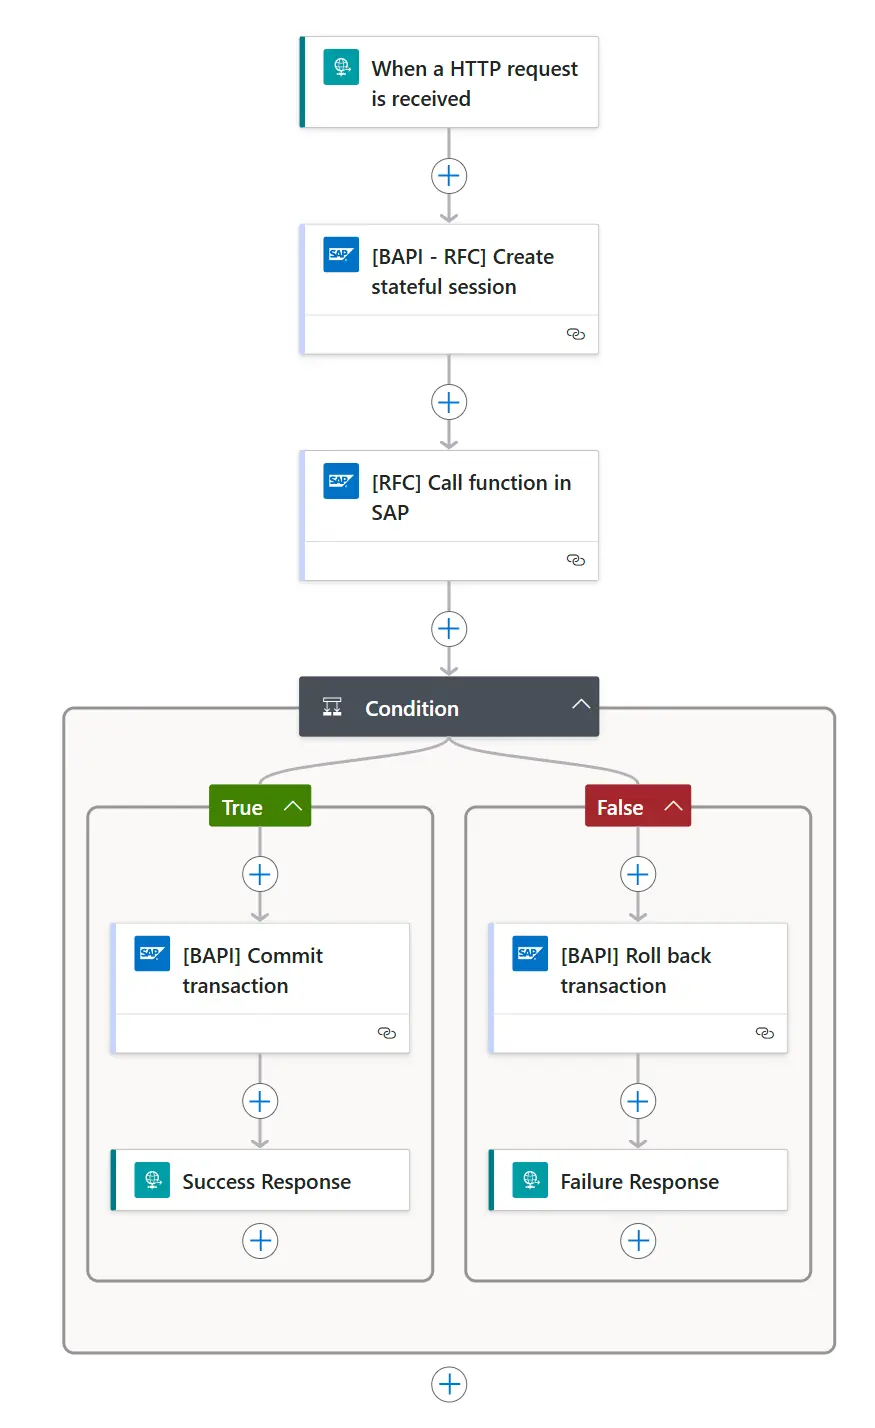 When a HTTP request
is received
SAP
[BAPI - RFC] Create
stateful session
SAP
[RFC] Call function in
SAP
Condition
True
False
SAP
[BAPI] Commit
transaction
SAP
[BAPI] Roll back
transaction
Success Response
Failure Response